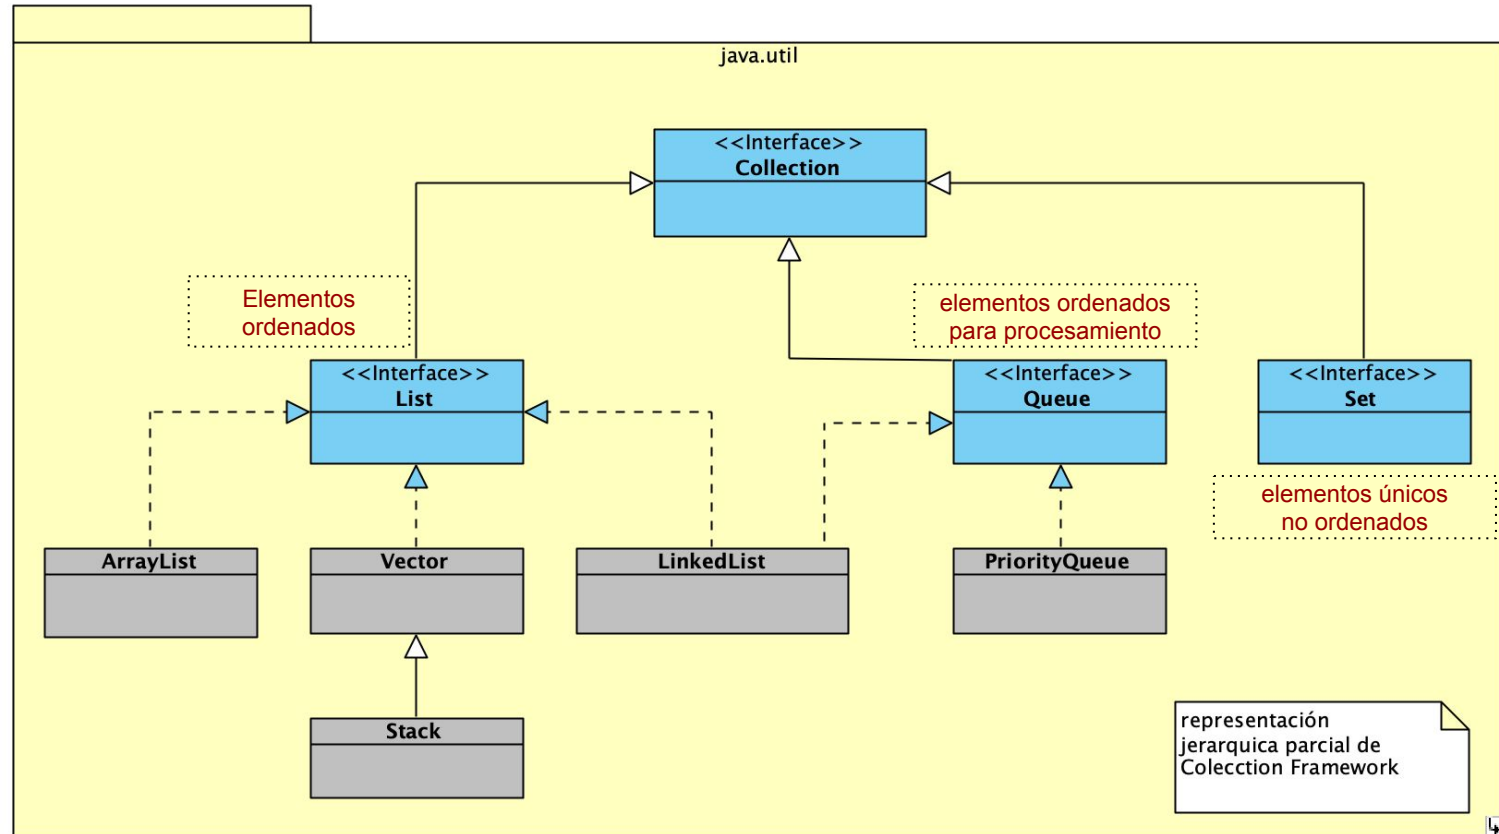 java.util
<<Interface>>
Collection
Elementos
ordenados
elementos ordenados
para procesamiento
<<Interface>>
List
<<Interface>>
Queue
<<Interface>>
Set
elementos únicos
no ordenados
ArrayList
Vector
LinkedList
PriorityQueue
Stack
representación
jerarquica parcial de
Colecction Framework